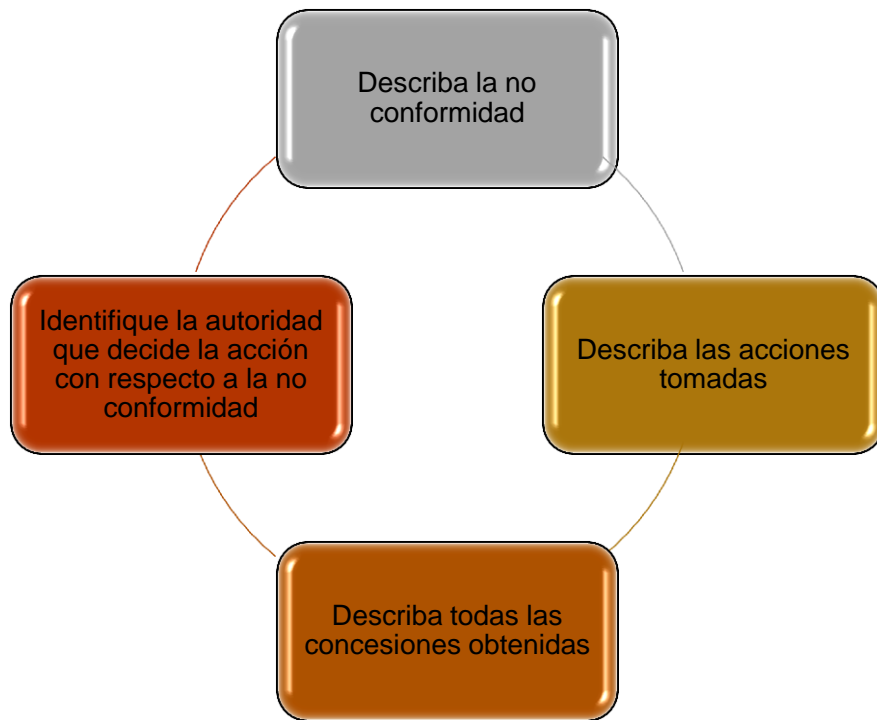 Describa la no
conformidad
Describa las acciones
tomadas
Describa todas las
concesiones obtenidas
Identifique la autoridad
que decide la acción
con respecto a la no
conformidad